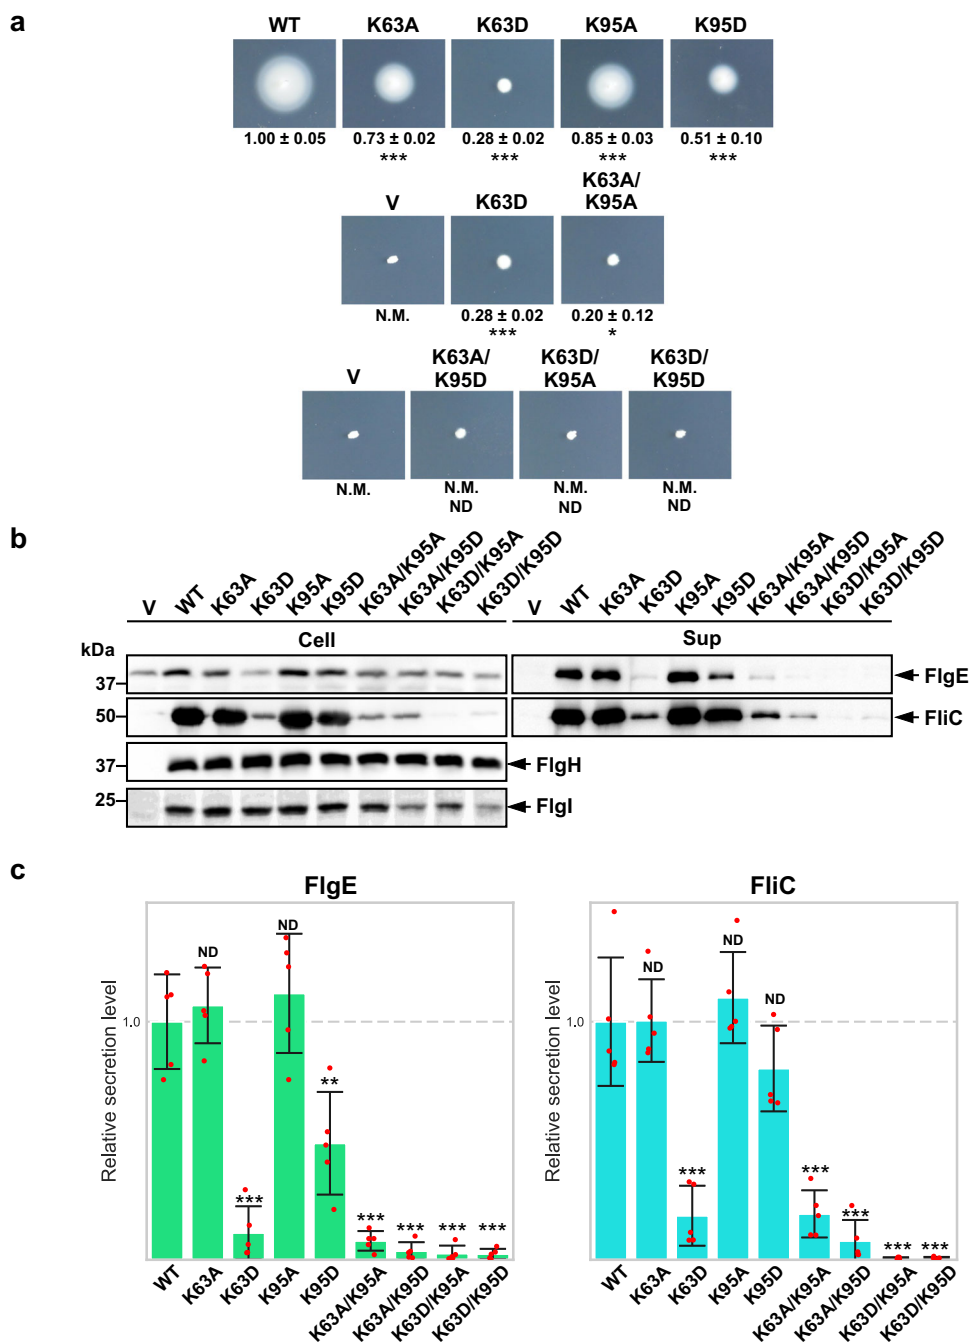 a
WT K63A K63D K95A K95D
1.00 ± 0.05 0.73 ± 0.02 0.28 ± 0.02 0.85 ± 0.03 0.51 ± 0.10
*** *** *** ***
V K63D K63A/
K95A
N.M. 0.28 ± 0.02 0.20 ± 0.12
*** *
V K63A/
K95D K63D/
K95A K63D/
K95D
N.M. N.M. N.M. N.M.
ND ND ND
b
V WT K63A K63D K95A K95D K63A/K95A K63A/K95D K63D/K95A K63D/K95D
V WT K63A K63D K95A K95D K63A/K95A K63A/K95D K63D/K95A K63D/K95D
Cell Sup
kDa
37 FlgE
50 FliC
37 FlgH
25 FlgI
c
FlgE
Relative secretion level
1.0
ND *** ND ** *** *** *** ***
WT K63A K63D K95A K95D K63A/K95A K63A/K95D K63D/K95A K63D/K95D
FliC
Relative secretion level
1.0
ND *** ND ND *** *** *** ***
WT K63A K63D K95A K95D K63A/K95A K63A/K95D K63D/K95A K63D/K95D